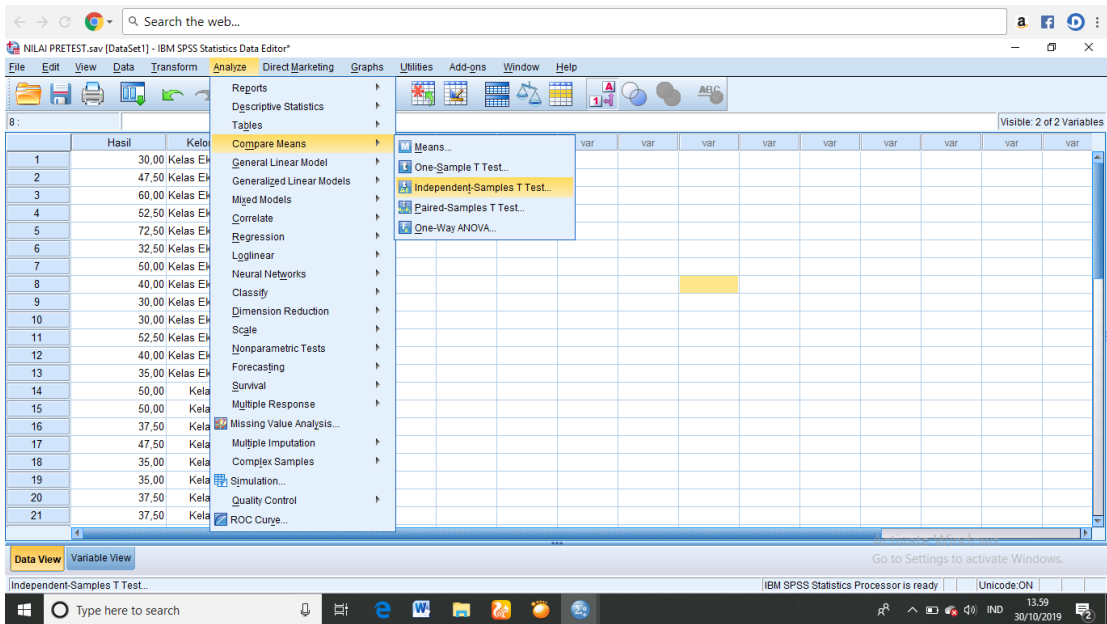 Search the web...
a
NILAI PRETEST.sav [DataSet1] - IBM SPSS Statistics Data Editor*
File Edit View Data Transform Analyze Direct Marketing Graphs Utilities Add-ons Window Help
8 :
Visible: 2 of 2 Variables
Hasil Kelo var var var var var var var var var
1 30,00 Kelas Ek
2 47,50 Kelas Ek
3 60,00 Kelas Ek
4 52,50 Kelas Ek
5 72,50 Kelas Ek
6 32,50 Kelas Ek
7 50,00 Kelas Ek
8 40,00 Kelas Ek
9 30,00 Kelas Ek
10 30,00 Kelas Ek
11 52,50 Kelas Ek
12 40,00 Kelas Ek
13 35,00 Kelas Ek
14 50,00 Kela
15 50,00 Kela
16 37,50 Kela
17 47,50 Kela
18 35,00 Kela
19 35,00 Kela
20 37,50 Kela
21 37,50 Kela
Reports
Descriptive Statistics
Tables
Compare Means
General Linear Model
Generalized Linear Models
Mixed Models
Correlate
Regression
Loglinear
Neural Networks
Classify
Dimension Reduction
Scale
Nonparametric Tests
Forecasting
Survival
Multiple Response
Missing Value Analysis...
Multiple Imputation
Complex Samples
Simulation...
Quality Control
ROC Curve...
Means...
One-Sample T Test...
Independent-Samples T Test...
Paired-Samples T Test...
One-Way ANOVA...
Data View Variable View
Go to Settings to activate Windows.
Independent-Samples T Test...
IBM SPSS Statistics Processor is ready
Unicode:ON
Type here to search
IND
13.59
30/10/2019